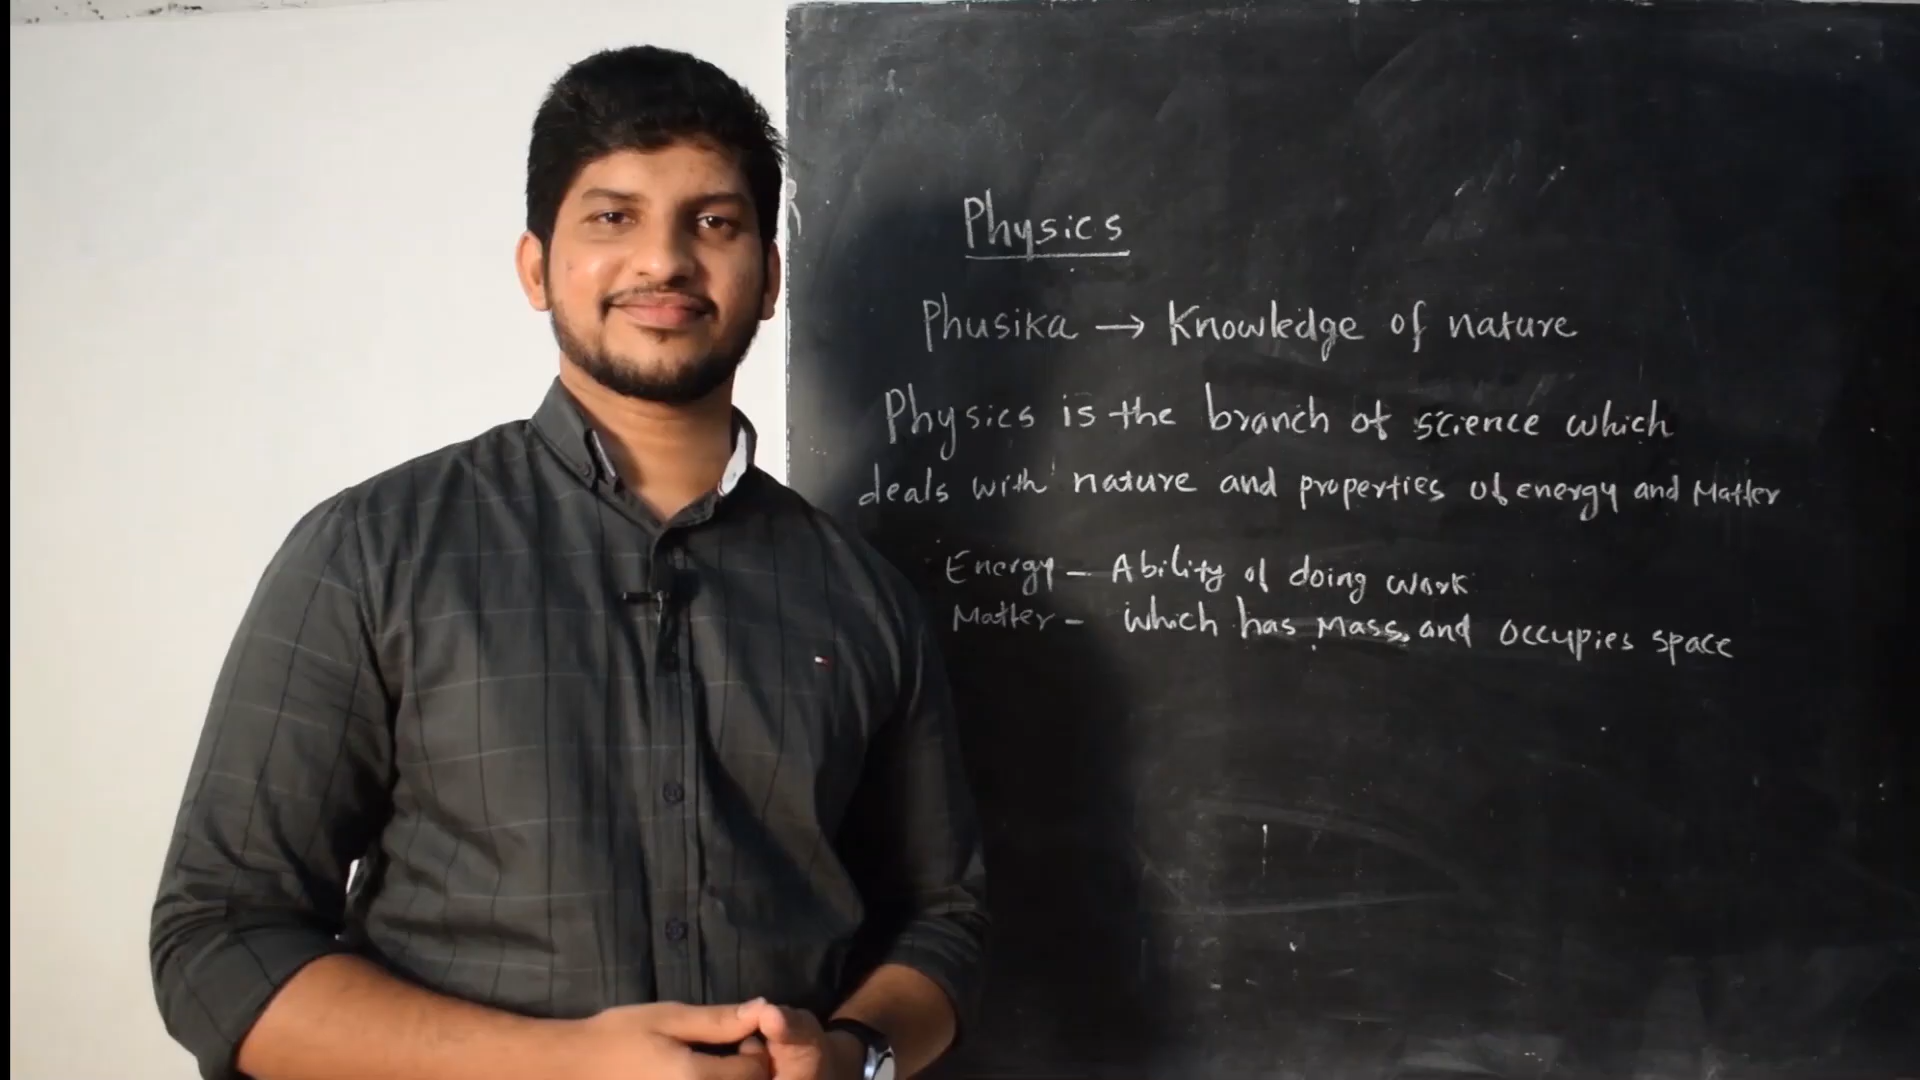 Physics
Phusika → Knowledge of nature
Physics is the branch of science which
deals with nature and properties of energy and Matter
Energy - Ability of doing work
Matter - which has Mass, and occupies space